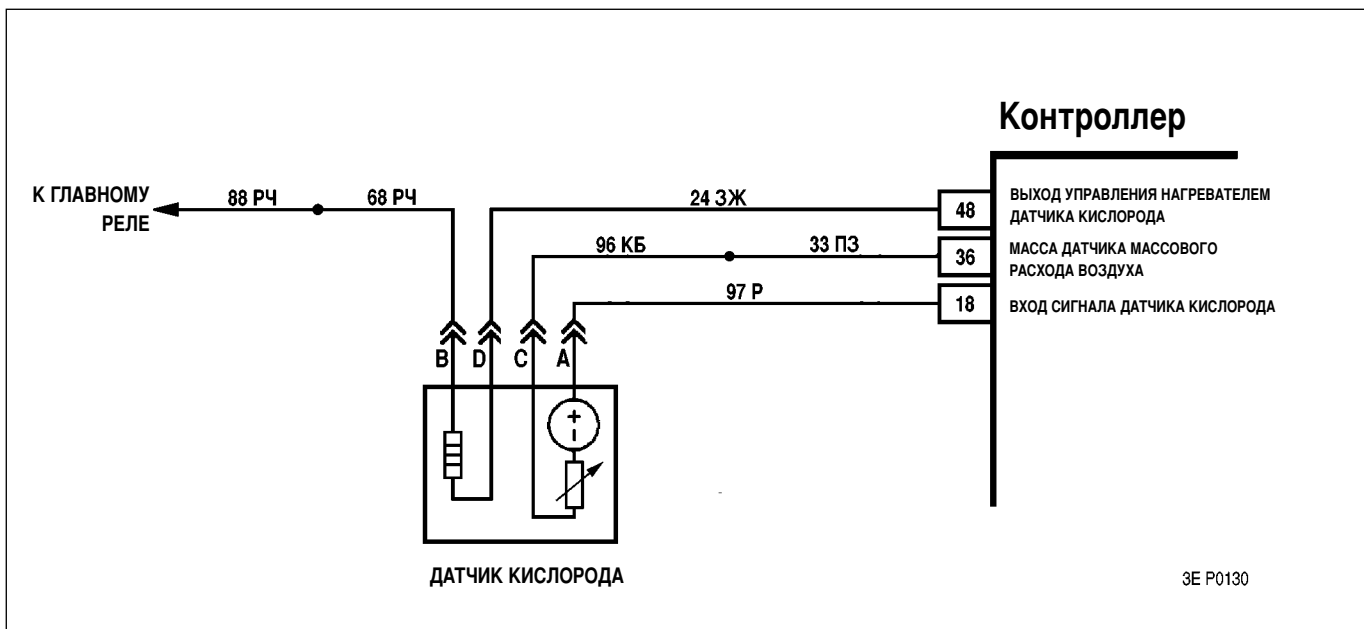 Контроллер
К ГЛАВНОМУ
РЕЛЕ
88 РЧ
68 РЧ
24 ЗЖ
48
ВЫХОД УПРАВЛЕНИЯ НАГРЕВАТЕЛЕМ
ДАТЧИКА КИСЛОРОДА
96 КБ
33 ПЗ
36
МАССА ДАТЧИКА МАССОВОГО
РАСХОДА ВОЗДУХА
97 Р
18
ВХОД СИГНАЛА ДАТЧИКА КИСЛОРОДА
B
D
C
A
+
–
ДАТЧИК КИСЛОРОДА
3E P0130